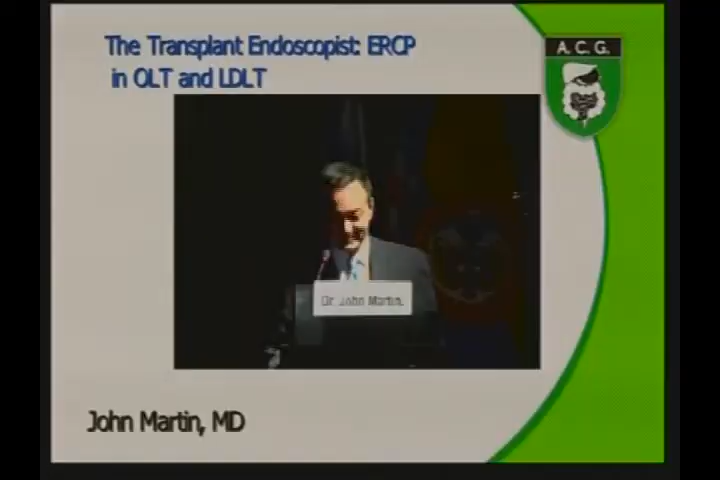 The Transplant Endoscopist: ERCP
in OLT and LDLT
A. C. G.
Dr. John Martin.
John Martin, MD